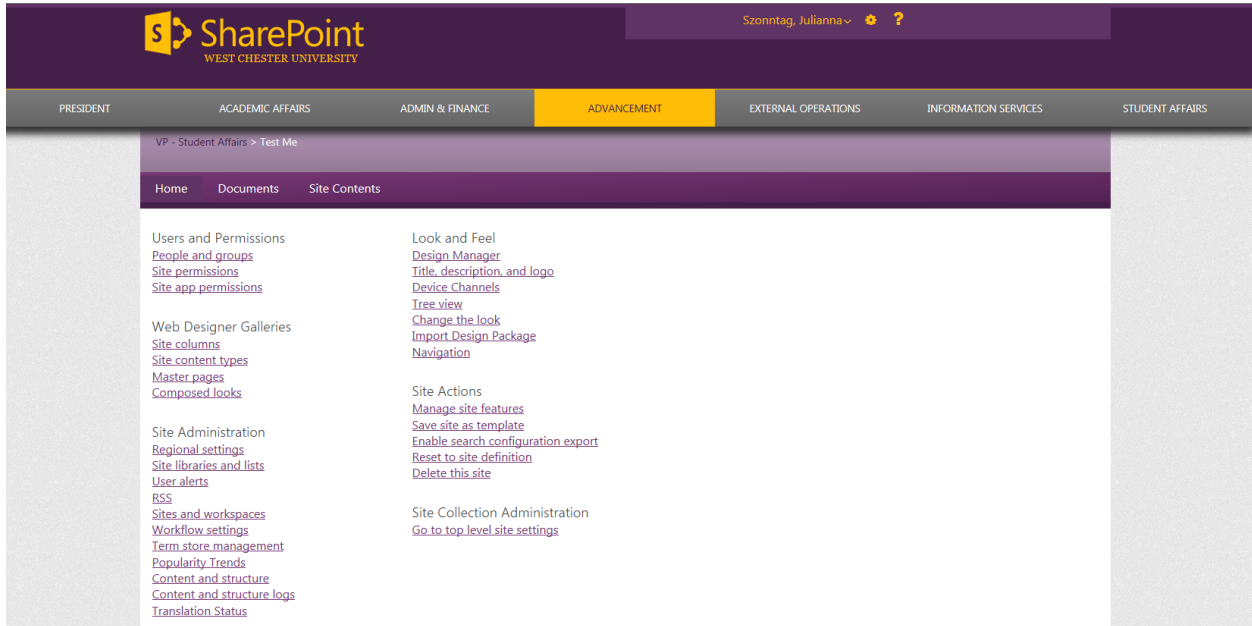 Szonntag, Julianna
?
S SharePoint
WEST CHESTER UNIVERSITY
PRESIDENT ACADEMIC AFFAIRS ADMIN & FINANCE ADVANCEMENT EXTERNAL OPERATIONS INFORMATION SERVICES STUDENT AFFAIRS
VP - Student Affairs > Test Me
Home Documents Site Contents
Users and Permissions
People and groups
Site permissions
Site app permissions
Web Designer Galleries
Site columns
Site content types
Master pages
Composed looks
Site Administration
Regional settings
Site libraries and lists
User alerts
RSS
Sites and workspaces
Workflow settings
Term store management
Popularity Trends
Content and structure
Content and structure logs
Translation Status
Look and Feel
Design Manager
Title, description, and logo
Device Channels
Tree view
Change the look
Import Design Package
Navigation
Site Actions
Manage site features
Save site as template
Enable search configuration export
Reset to site definition
Delete this site
Site Collection Administration
Go to top level site settings